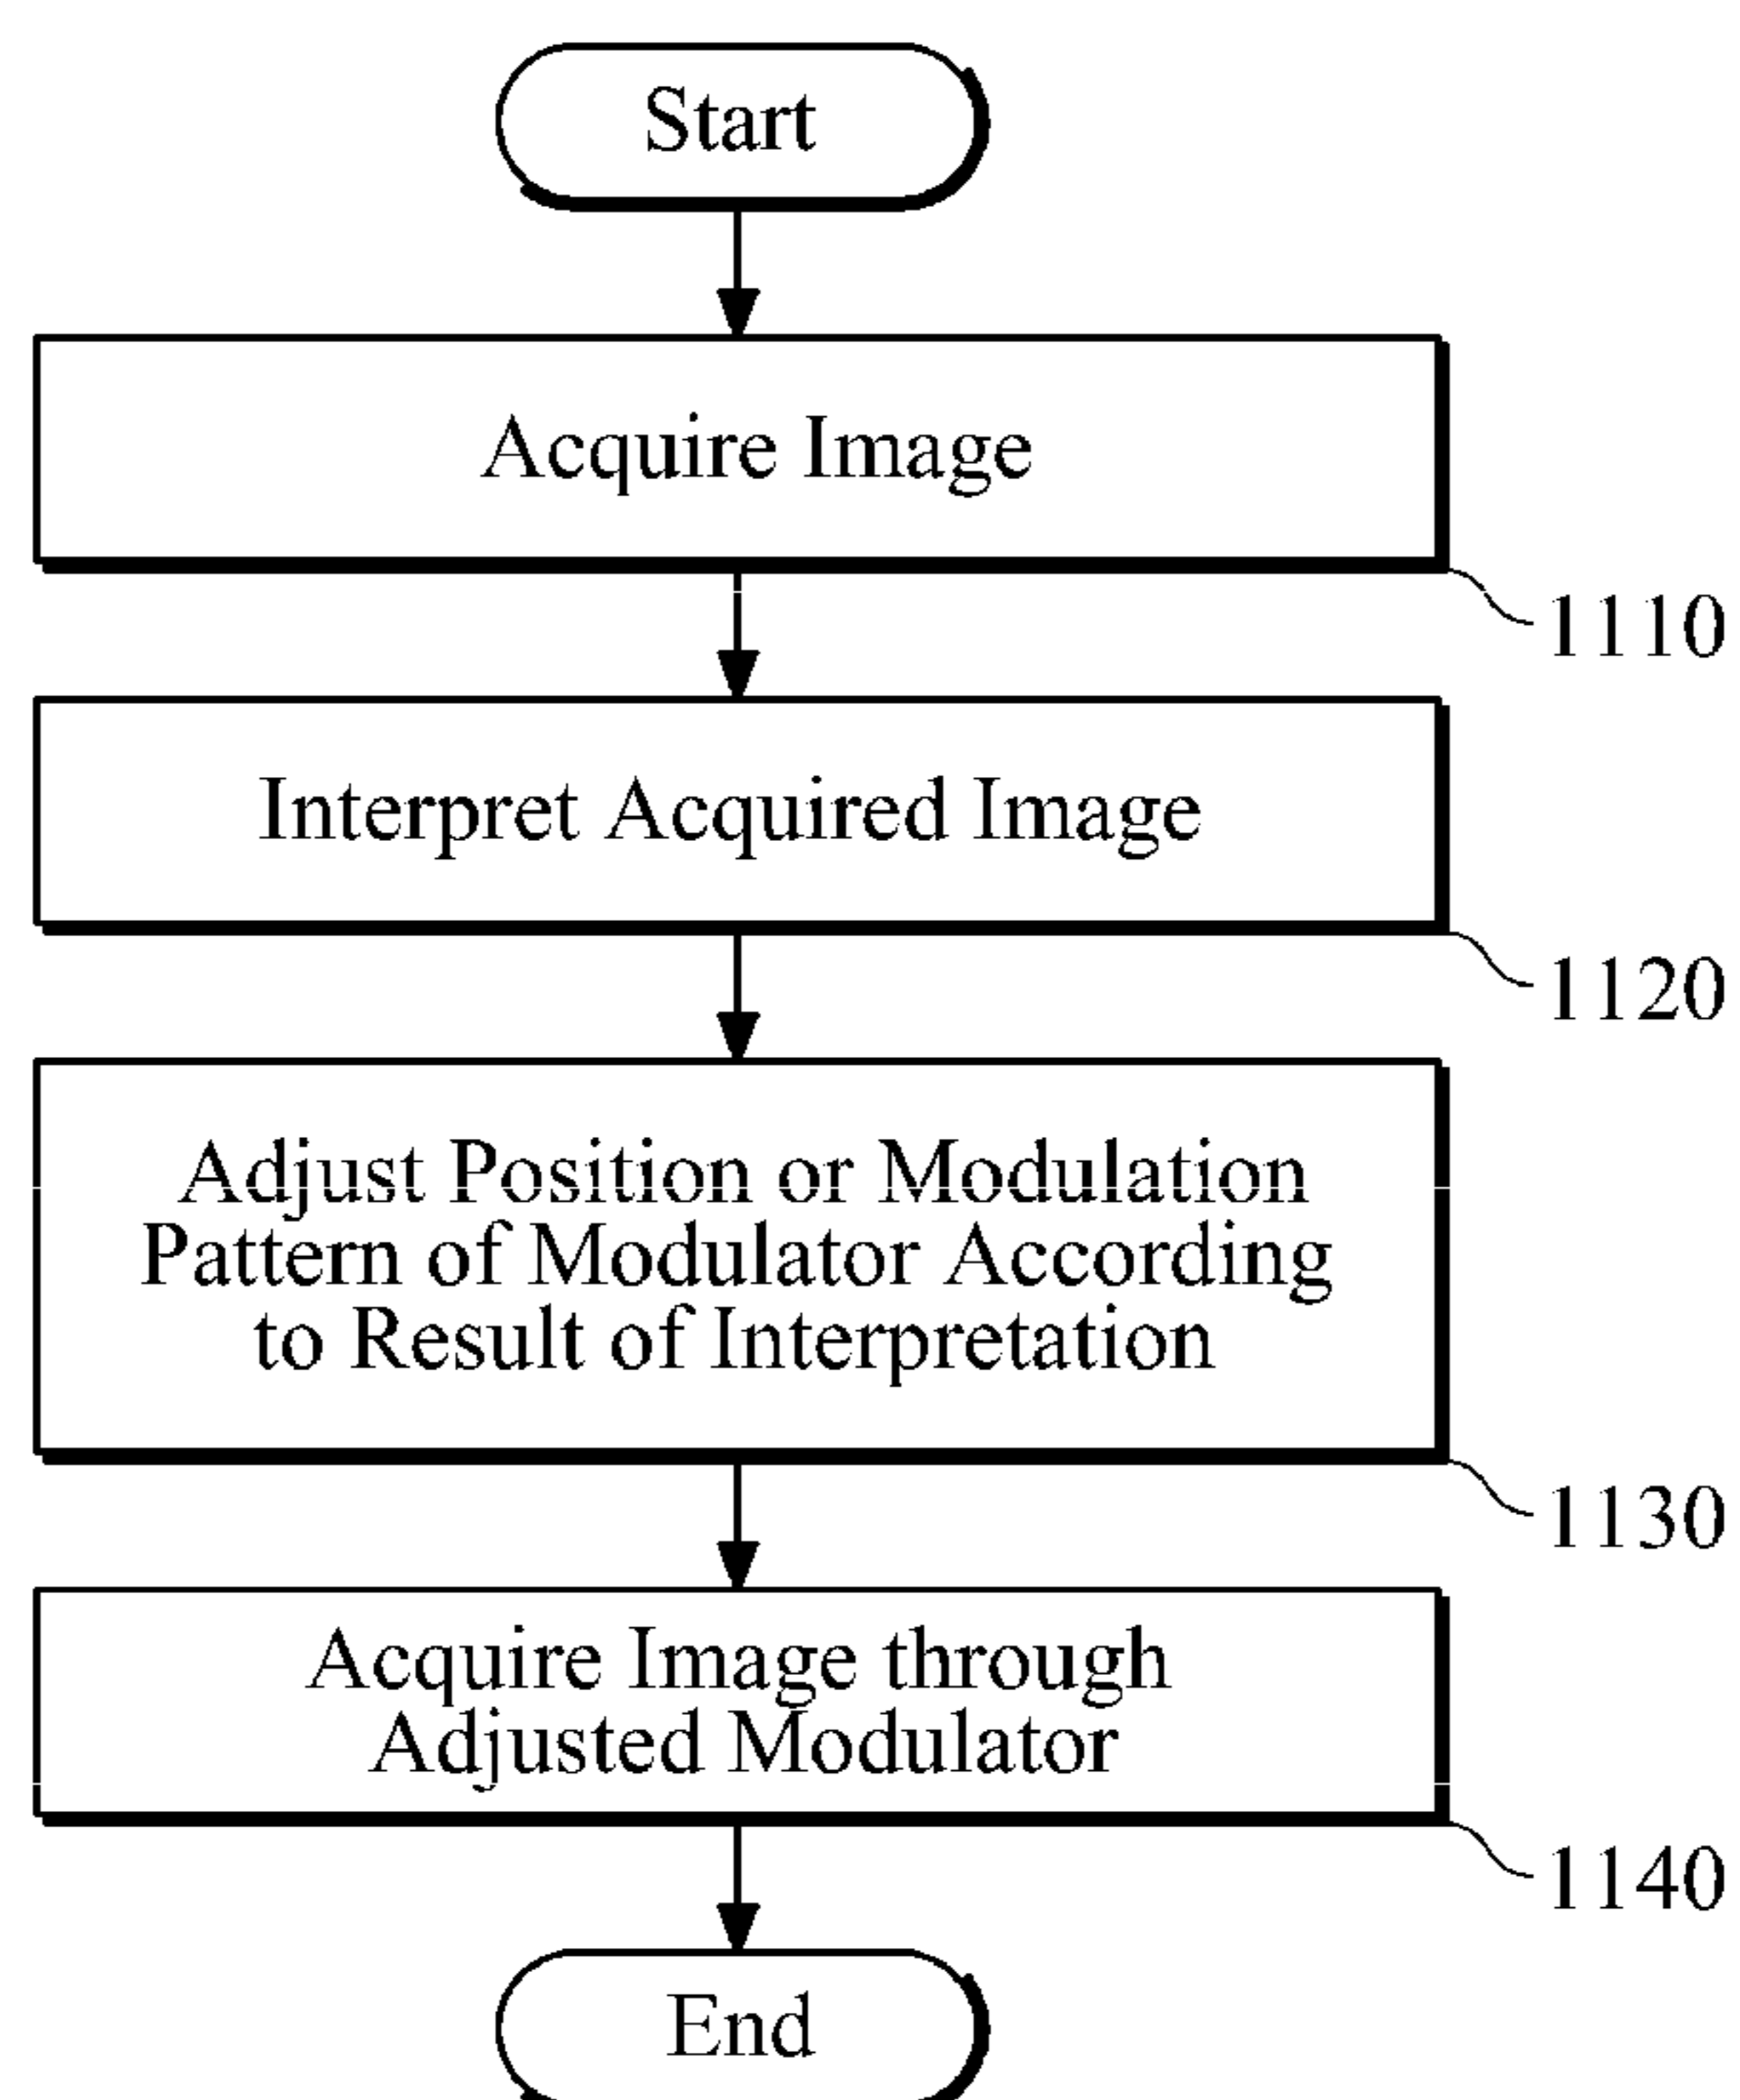 Start
Acquire Image
1110
Interpret Acquired Image
1120
Adjust Position or Modulation
Pattern of Modulator According
to Result of Interpretation
1130
Acquire Image through
Adjusted Modulator
1140
End